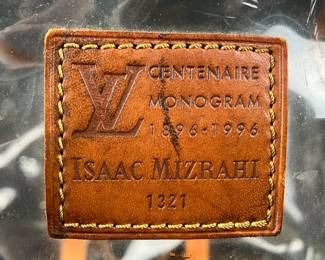 LV CENTENAIRE
MONOGRAM
1896-1996
ISAAC MIZRAHI
1321